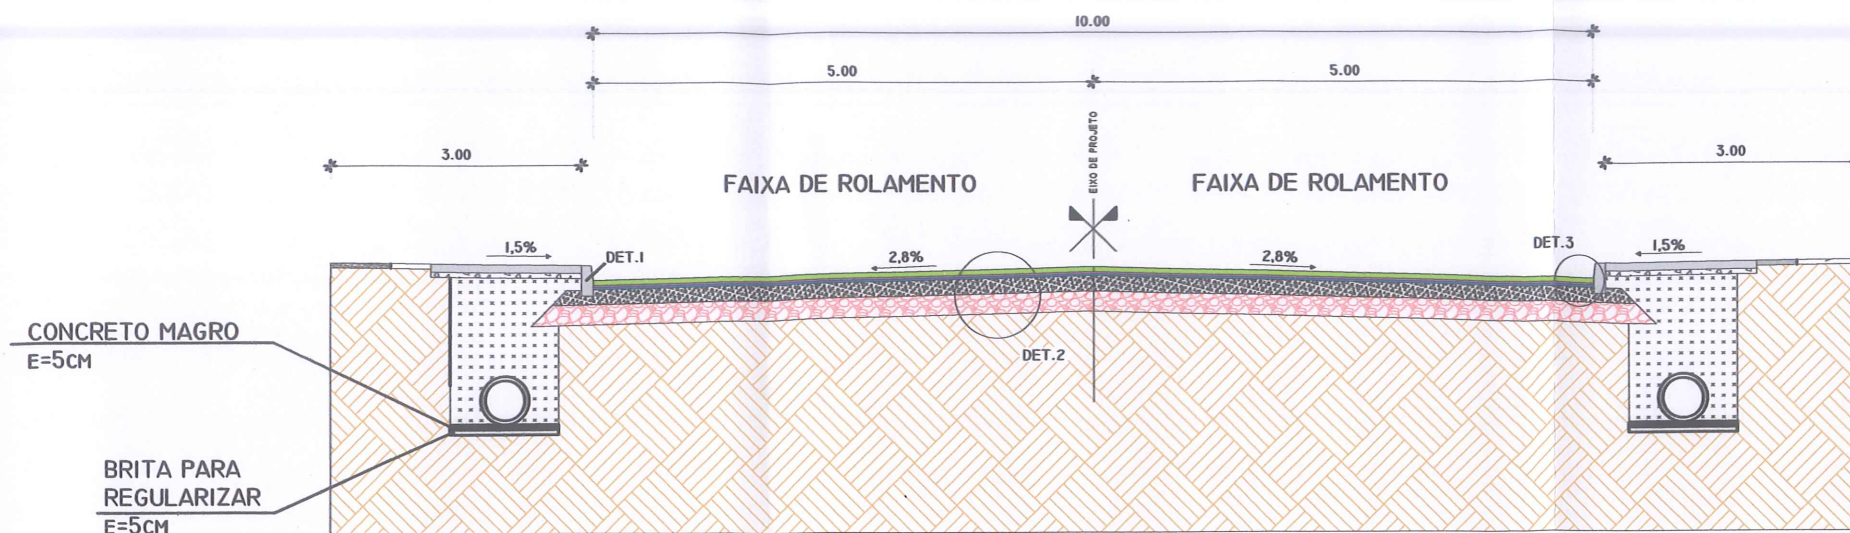 10.00
5.00
5.00
EIXO DE PROJETO
3.00
3.00
FAIXA DE ROLAMENTO
FAIXA DE ROLAMENTO
1,5%
DET.1
2,8%
2,8%
DET.3
1,5%
CONCRETO MAGRO
E=5CM
DET.2
BRITA PARA
REGULARIZAR
E=5CM